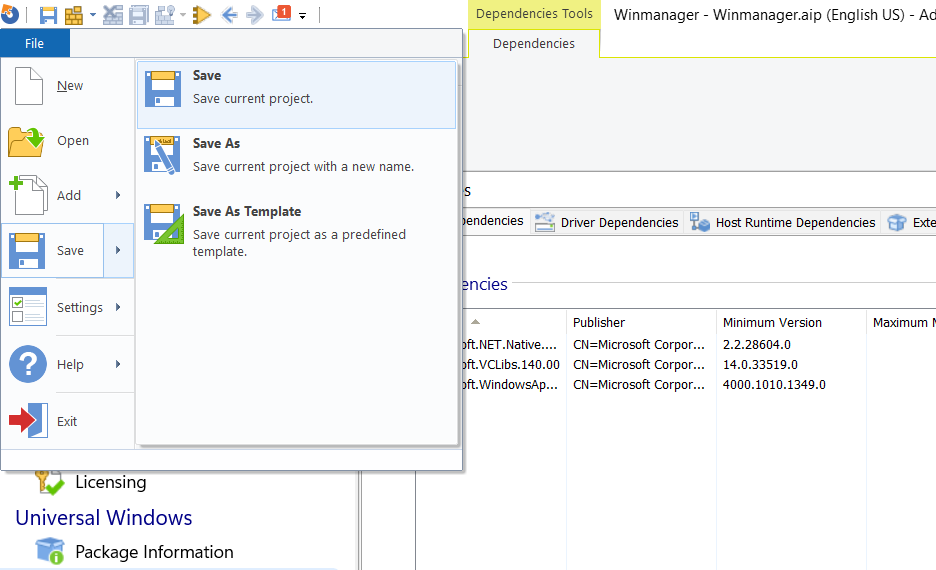 1
Dependencies Tools
Winmanager - Winmanager.aip (English US) - Ad
File
Dependencies
New
Open
Add
Save
Settings
Help
Exit
Save
Save current project.
Save As
Save current project with a new name.
Save As Template
Save current project as a predefined
template.
s
pendencies
Driver Dependencies
Host Runtime Dependencies
Exte
encies
Publisher
Minimum Version
Maximum
oft.NET.Native....
CN=Microsoft Corpor...
2.2.28604.0
oft.VCLibs.140.00
CN=Microsoft Corpor...
14.0.33519.0
oft.WindowsAp...
CN=Microsoft Corpor...
4000.1010.1349.0
Licensing
Universal Windows
Package Information